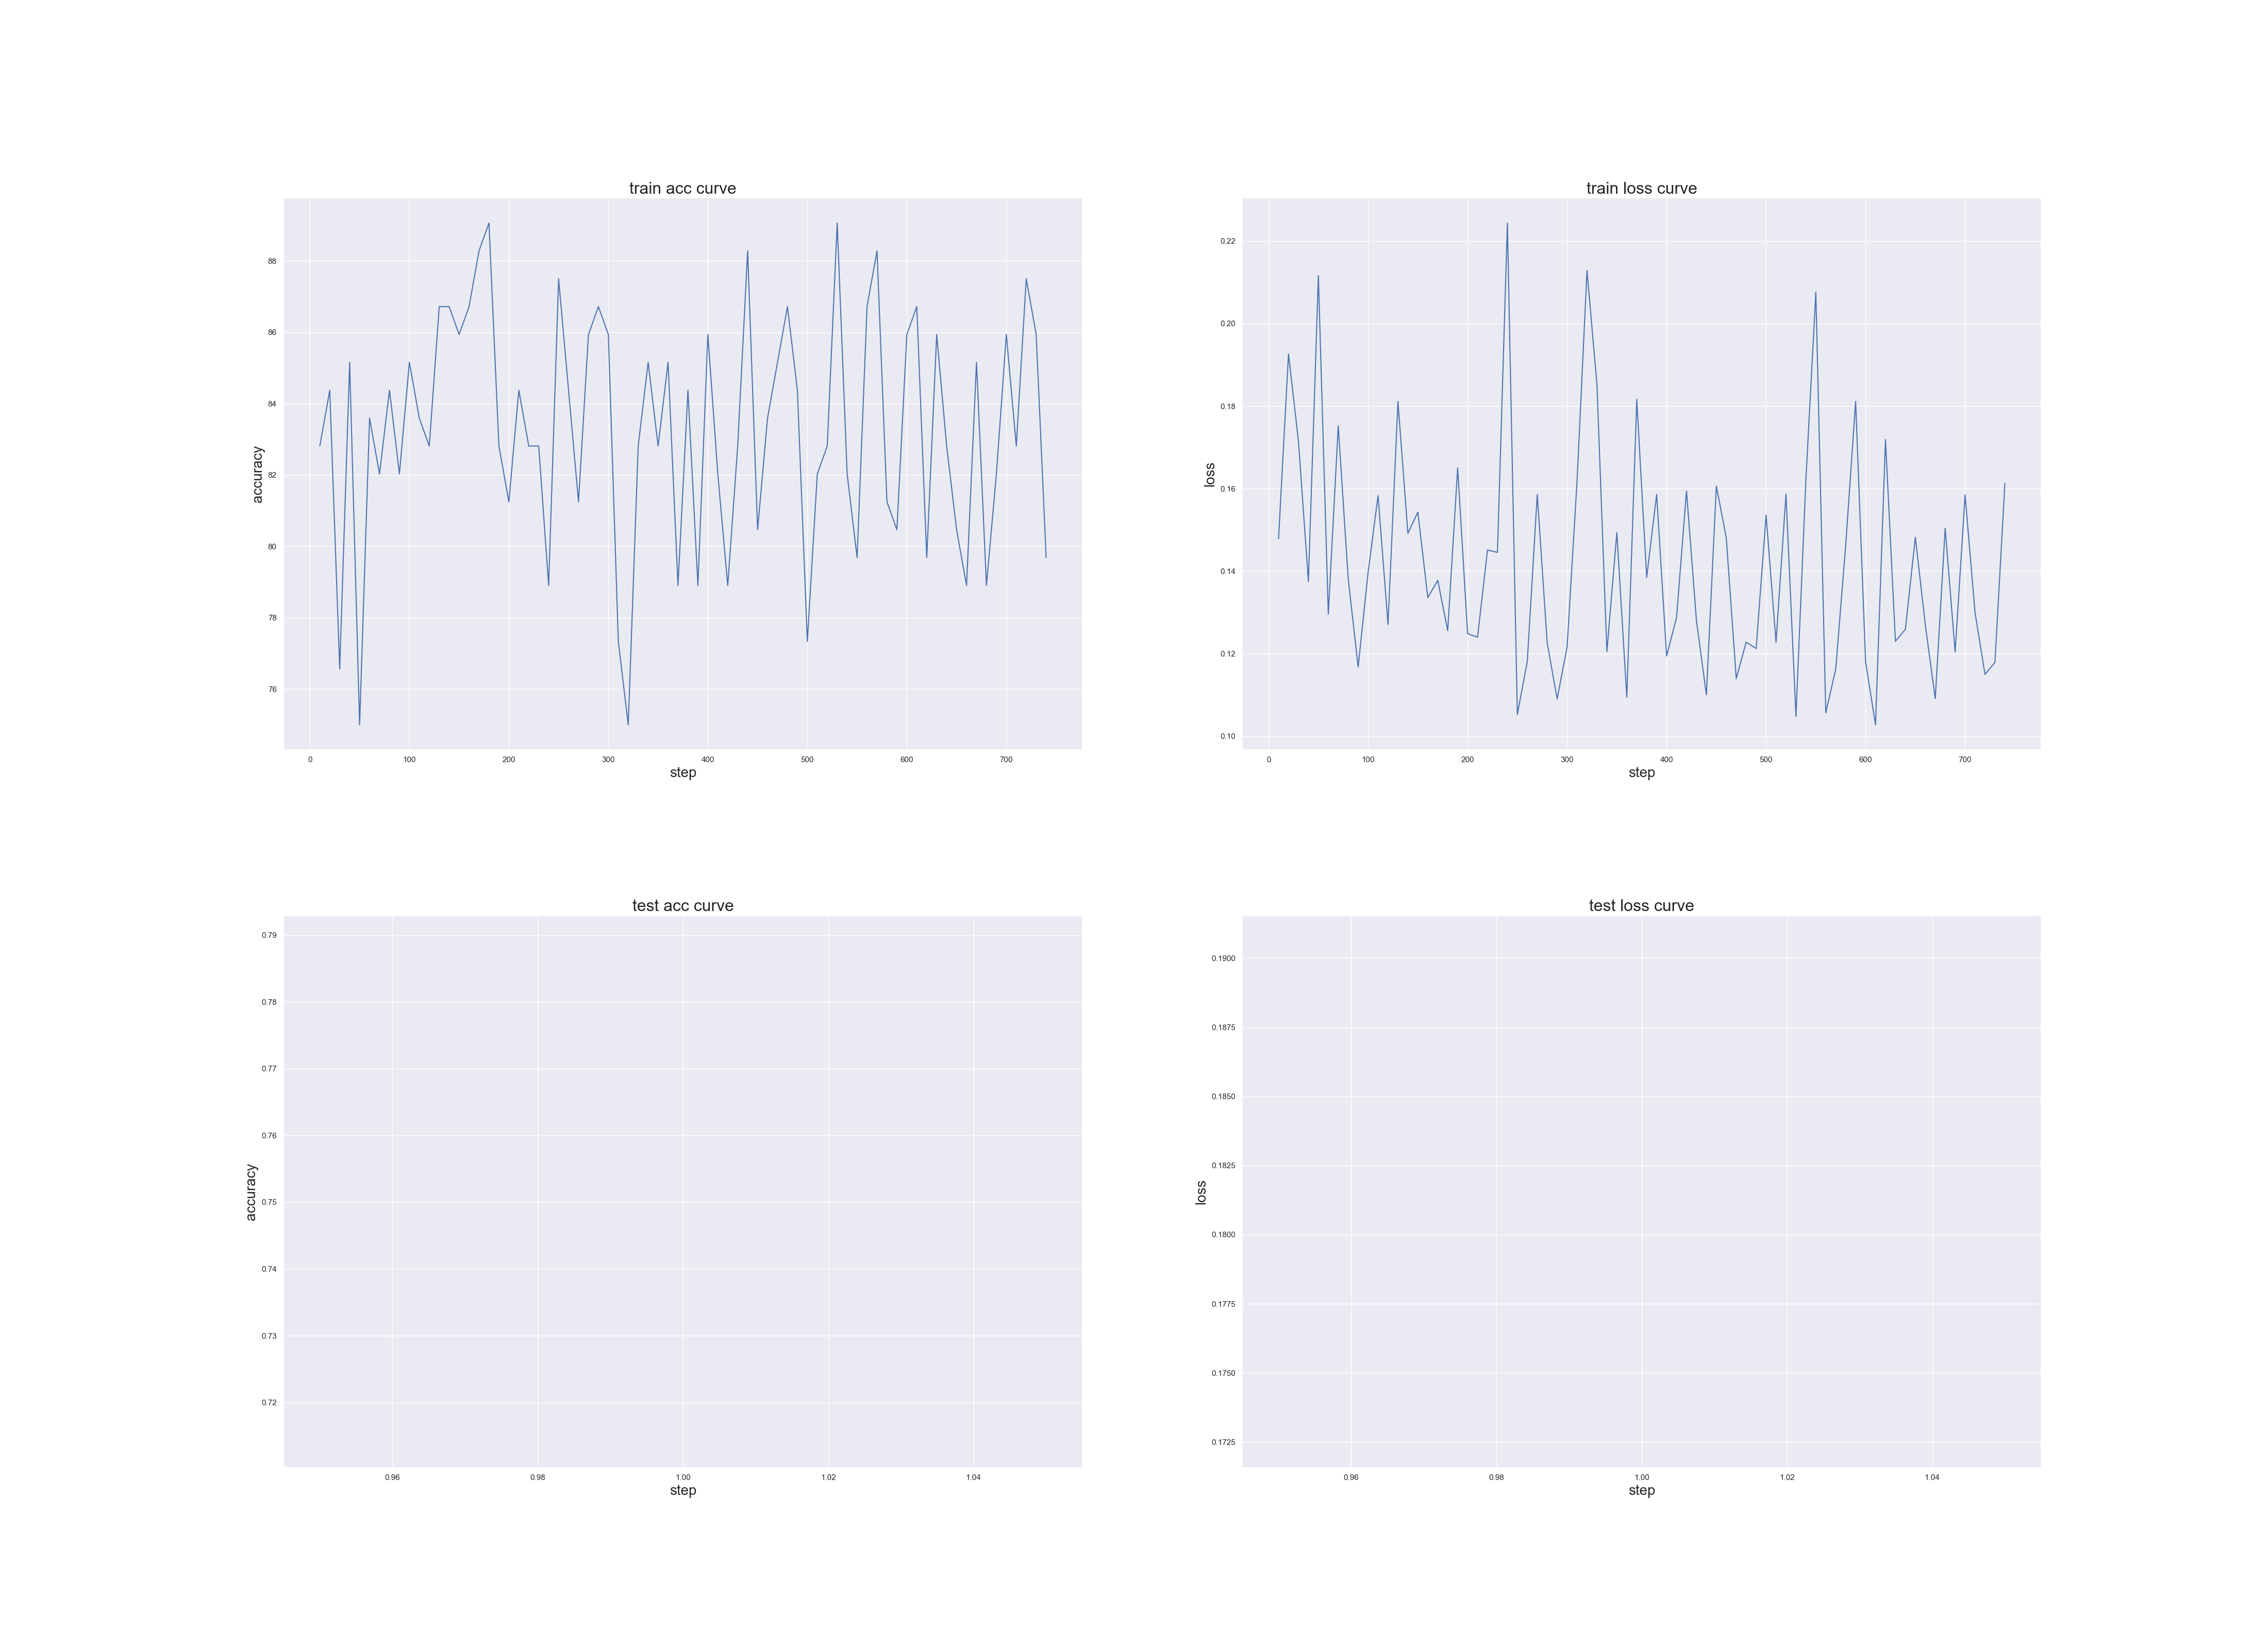 train acc curve
88
86
84
82
80
78
76
accuracy
0 100 200 300 400 500 600 700
step
train loss curve
0.22
0.20
0.18
0.16
0.14
0.12
0.10
loss
0 100 200 300 400 500 600 700
step
test acc curve
0.79
0.78
0.77
0.76
0.75
0.74
0.73
0.72
accuracy
0.96 0.98 1.00 1.02 1.04
step
test loss curve
0.1900
0.1875
0.1850
0.1825
0.1800
0.1775
0.1750
0.1725
loss
0.96 0.98 1.00 1.02 1.04
step